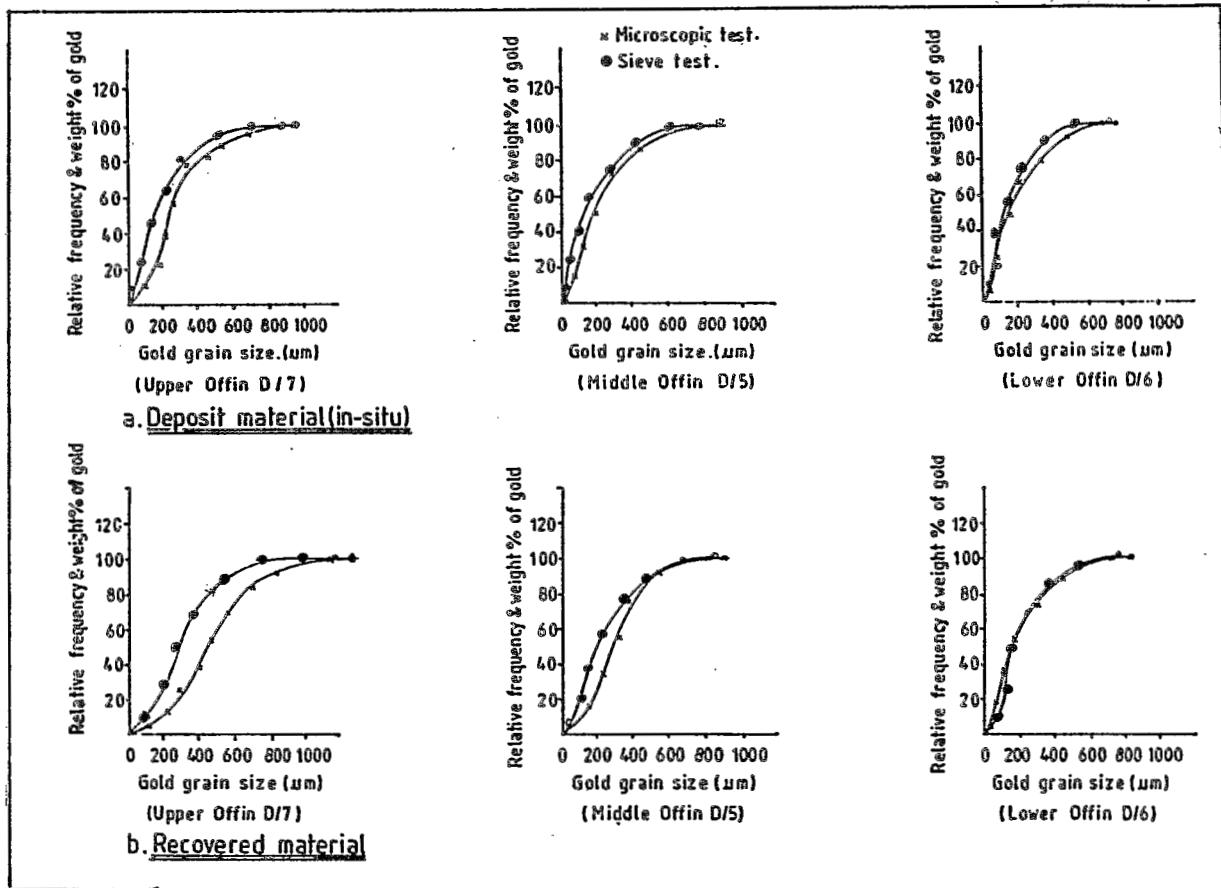 × Microscopic test.
● Sieve test.
Relative frequency & weight % of gold
120
100
80
60
40
20
0 200 400 600 800 1000
Gold grain size.(µm)
(Upper Offin D/7)
Relative frequency & weight % of gold
120
100
80
60
40
20
0 200 400 600 800 1000
Gold grain size.(µm)
(Middle Offin D/5)
Relative frequency & weight % of gold
120
100
80
60
40
20
0 200 400 600 800 1000
Gold grain size (µm)
(Lower Offin D/6)
a. Deposit material(in-situ)
Relative frequency & weight % of gold
120
100
80
60
40
20
0 200 400 600 800 1000
Gold grain size (µm)
(Upper Offin D/7)
Relative frequency & weight % of gold
120
100
80
60
40
20
0 200 400 600 800 1000
Gold grain size (µm)
(Middle Offin D/5)
Relative frequency & weight % of gold
120
100
80
60
40
20
0 200 400 600 800 1000
Gold grain size (µm)
(Lower Offin D/6)
b. Recovered material